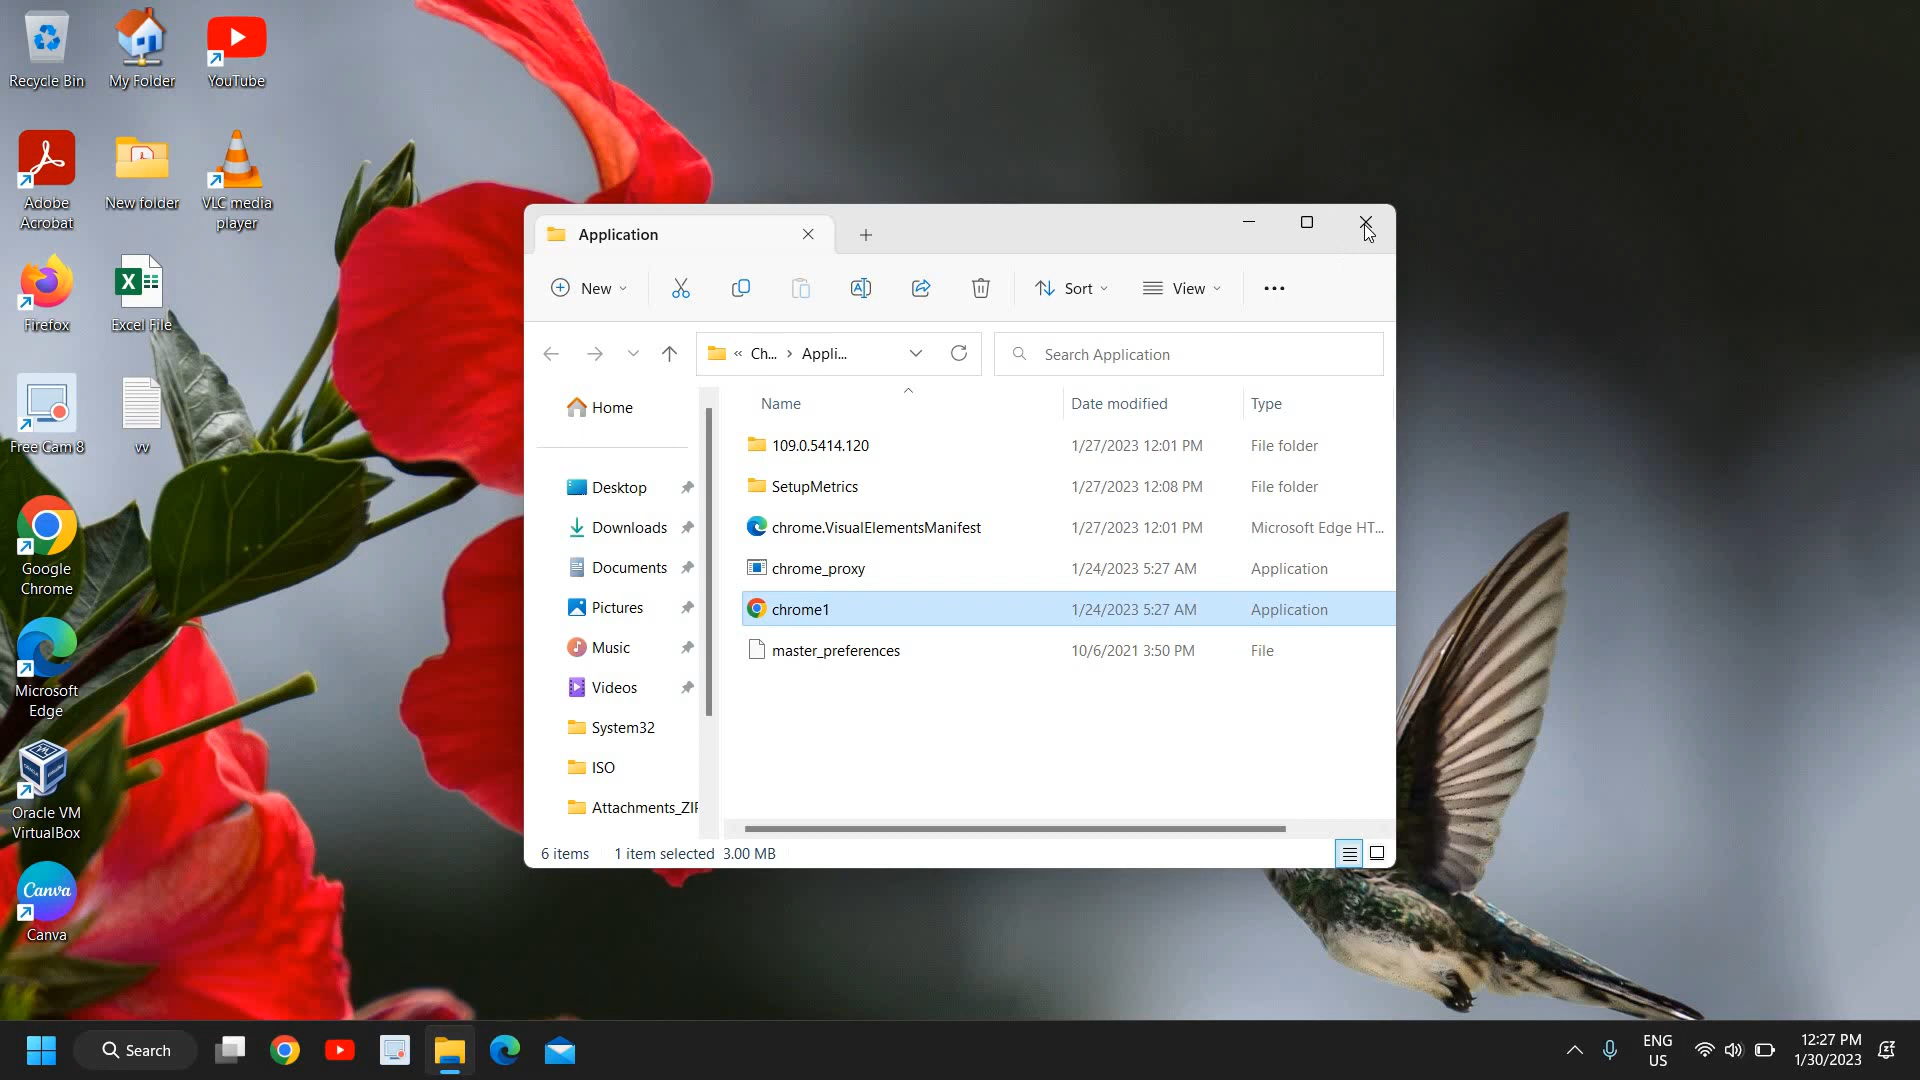 Recycle Bin
My Folder
YouTube
Adobe
Acrobat
New folder
VLC media
player
Firefox
Excel File
Free Cam 8
vv
Google
Chrome
Microsoft
Edge
Oracle VM
VirtualBox
Canva
Canva
Application
New
Sort
View
« Ch... › Appli...
Search Application
Home
Desktop
Downloads
Documents
Pictures
Music
Videos
System32
ISO
Attachments_ZIP
Name Date modified Type
109.0.5414.120 1/27/2023 12:01 PM File folder
SetupMetrics 1/27/2023 12:08 PM File folder
chrome.VisualElementsManifest 1/27/2023 12:01 PM Microsoft Edge HT...
chrome_proxy 1/24/2023 5:27 AM Application
chrome1 1/24/2023 5:27 AM Application
master_preferences 10/6/2021 3:50 PM File
6 items 1 item selected 3.00 MB
Search
ENG
US
12:27 PM
1/30/2023